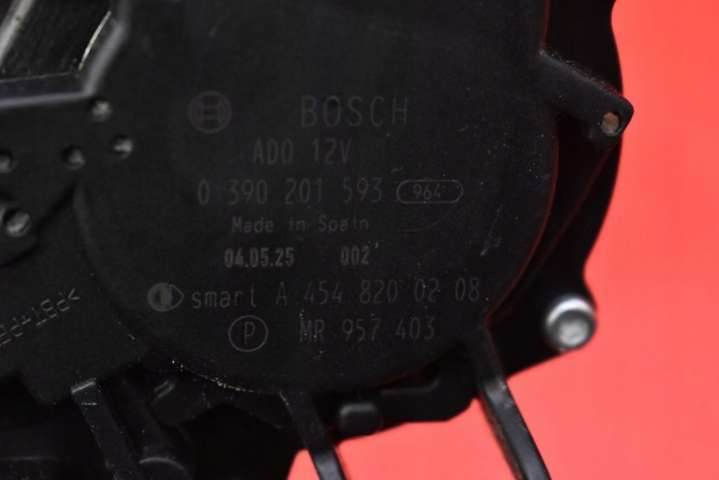 BOSCH
ADO 12V
0 390 201 593 964
Made in Spain
04.05.25 002
smart A 454 820 02 08
P MR 957 403